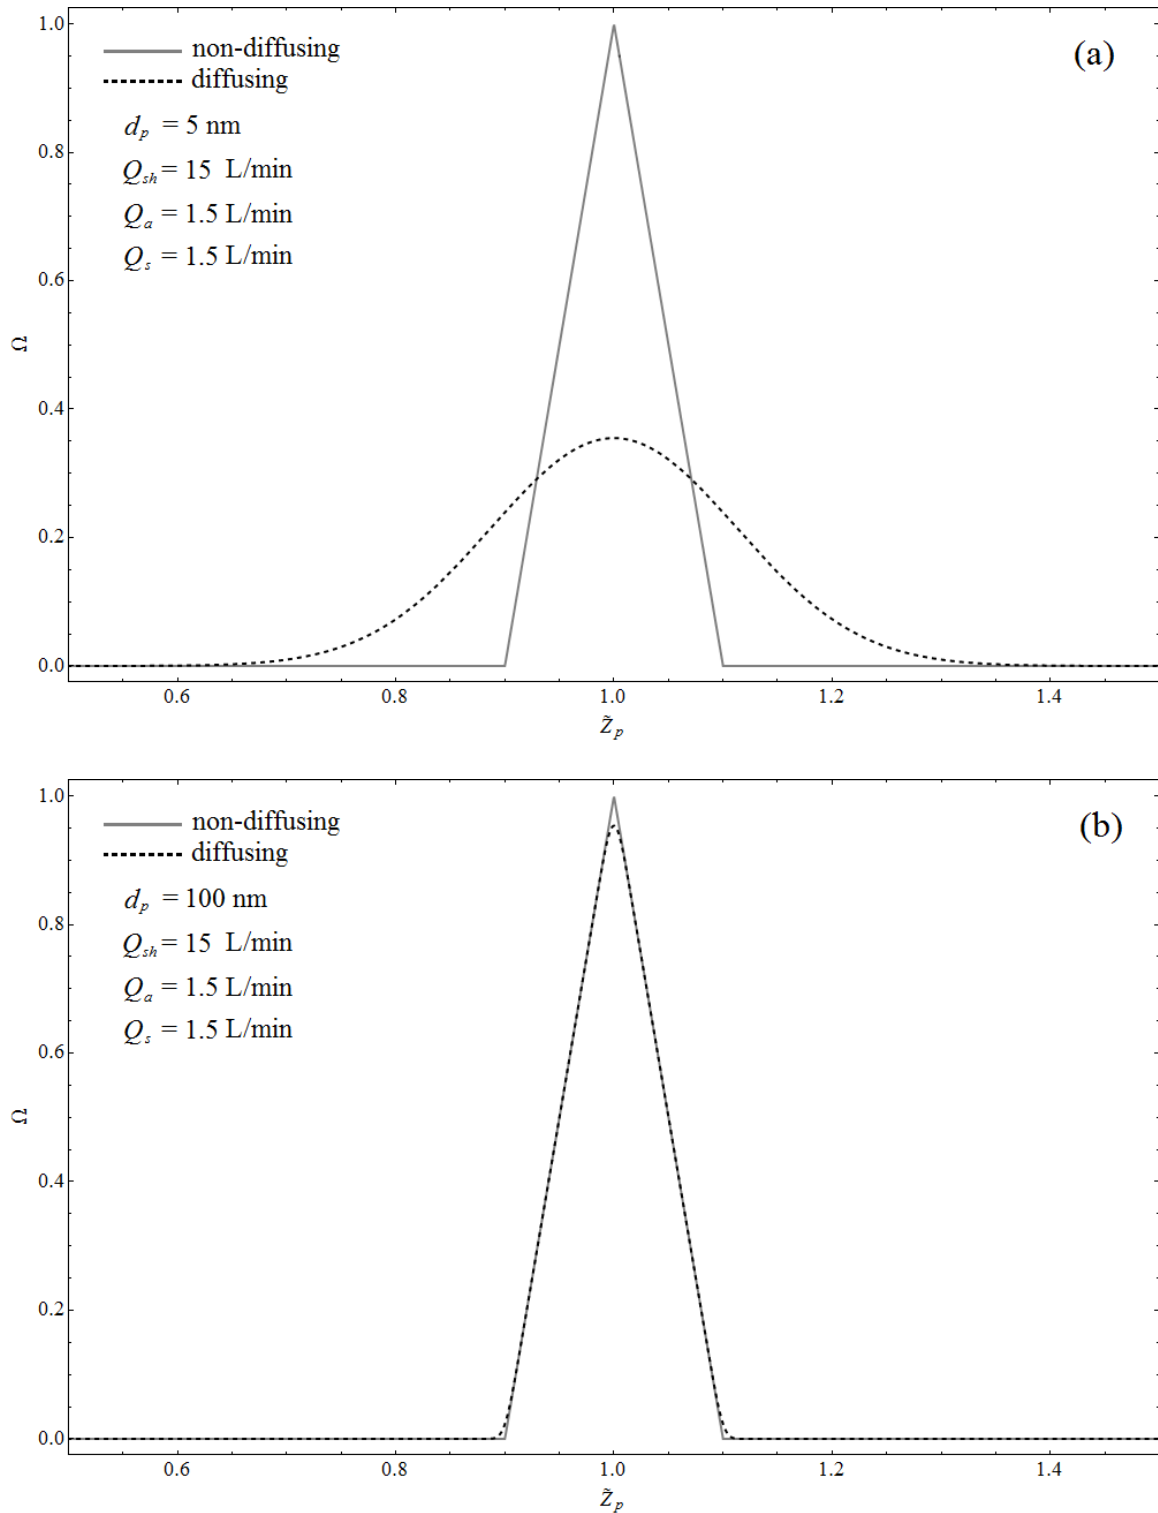 (a)
non-diffusing
diffusing
d_p = 5 nm
Q_sh = 15 L/min
Q_a = 1.5 L/min
Q_s = 1.5 L/min
1.0
0.8
0.6
0.4
0.2
0.0
Ω
0.6 0.8 1.0 1.2 1.4
Z̃_p
(b)
non-diffusing
diffusing
d_p = 100 nm
Q_sh = 15 L/min
Q_a = 1.5 L/min
Q_s = 1.5 L/min
1.0
0.8
0.6
0.4
0.2
0.0
Ω
0.6 0.8 1.0 1.2 1.4
Z̃_p